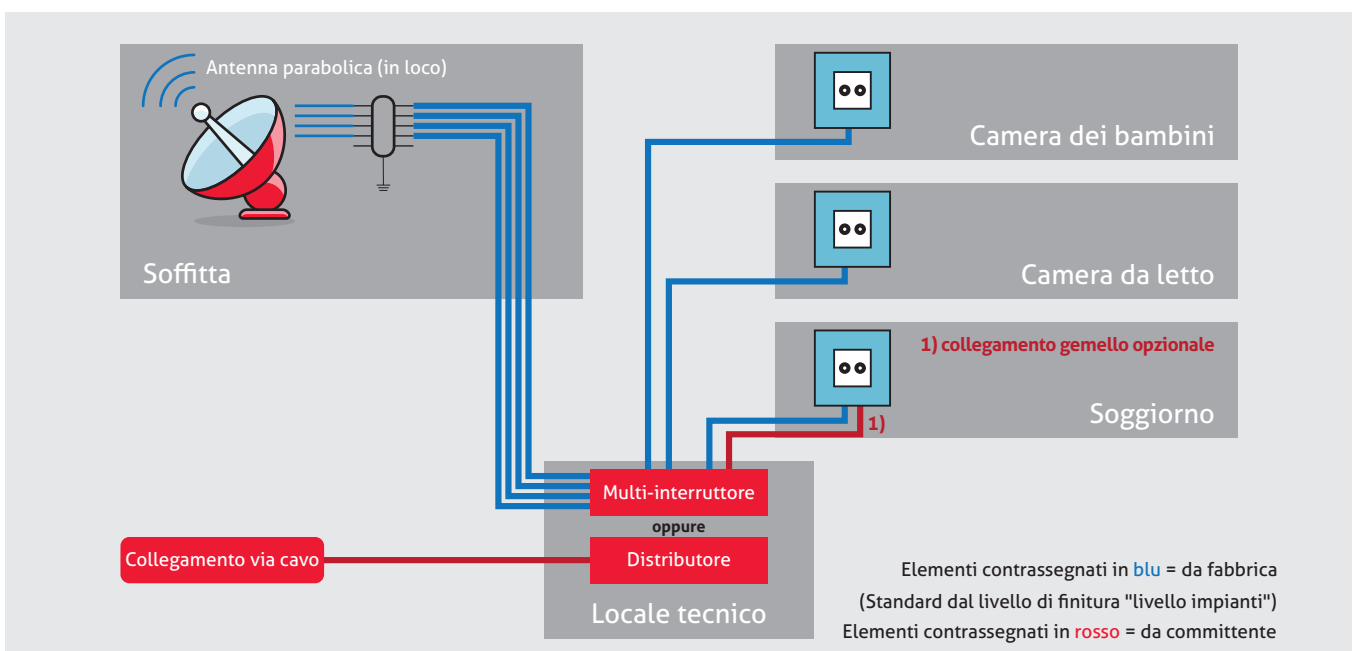 Antenna parabolica (in loco)
Soffitta
Camera dei bambini
Camera da letto
1) collegamento gemello opzionale
Soggiorno
1)
Multi-interruttore
oppure
Distributore
Locale tecnico
Collegamento via cavo
Elementi contrassegnati in blu = da fabbrica
(Standard dal livello di finitura "livello impianti")
Elementi contrassegnati in rosso = da committente